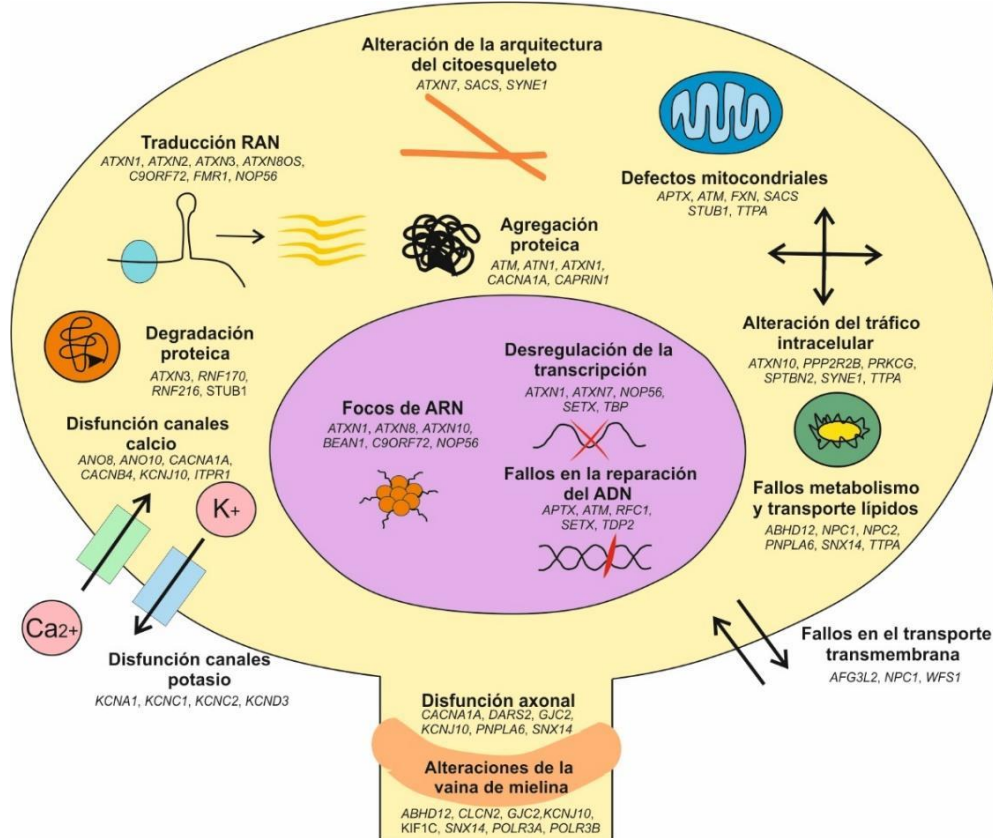 Alteración de la arquitectura
del citoesqueleto
ATXN7, SACS, SYNE1
Traducción RAN
ATXN1, ATXN2, ATXN3, ATXN8OS,
C9ORF72, FMR1, NOP56
Defectos mitocondriales
APTX, ATM, FXN, SACS
STUB1, TTPA
Agregación
proteica
ATM, ATN1, ATXN1,
CACNA1A, CAPRIN1
Degradación
proteica
ATXN3, RNF170,
RNF216, STUB1
Alteración del tráfico
intracelular
ATXN10, PPP2R2B, PRKCG,
SPTBN2, SYNE1, TTPA
Desregulación de la
transcripción
ATXN1, ATXN7, NOP56,
SETX, TBP
Focos de ARN
ATXN1, ATXN8, ATXN10,
BEAN1, C9ORF72, NOP56
Disfunción canales
calcio
ANO8, ANO10, CACNA1A,
CACNB4, KCNJ10, ITPR1
Fallos en la reparación
del ADN
APTX, ATM, RFC1,
SETX, TDP2
Fallos metabolismo
y transporte lípidos
ABHD12, NPC1, NPC2,
PNPLA6, SNX14, TTPA
K+
Ca2+
Disfunción canales
potasio
KCNA1, KCNC1, KCNC2, KCND3
Fallos en el transporte
transmembrana
AFG3L2, NPC1, WFS1
Disfunción axonal
CACNA1A, DARS2, GJC2,
KCNJ10, PNPLA6, SNX14
Alteraciones de la
vaina de mielina
ABHD12, CLCN2, GJC2,KCNJ10,
KIF1C, SNX14, POLR3A, POLR3B